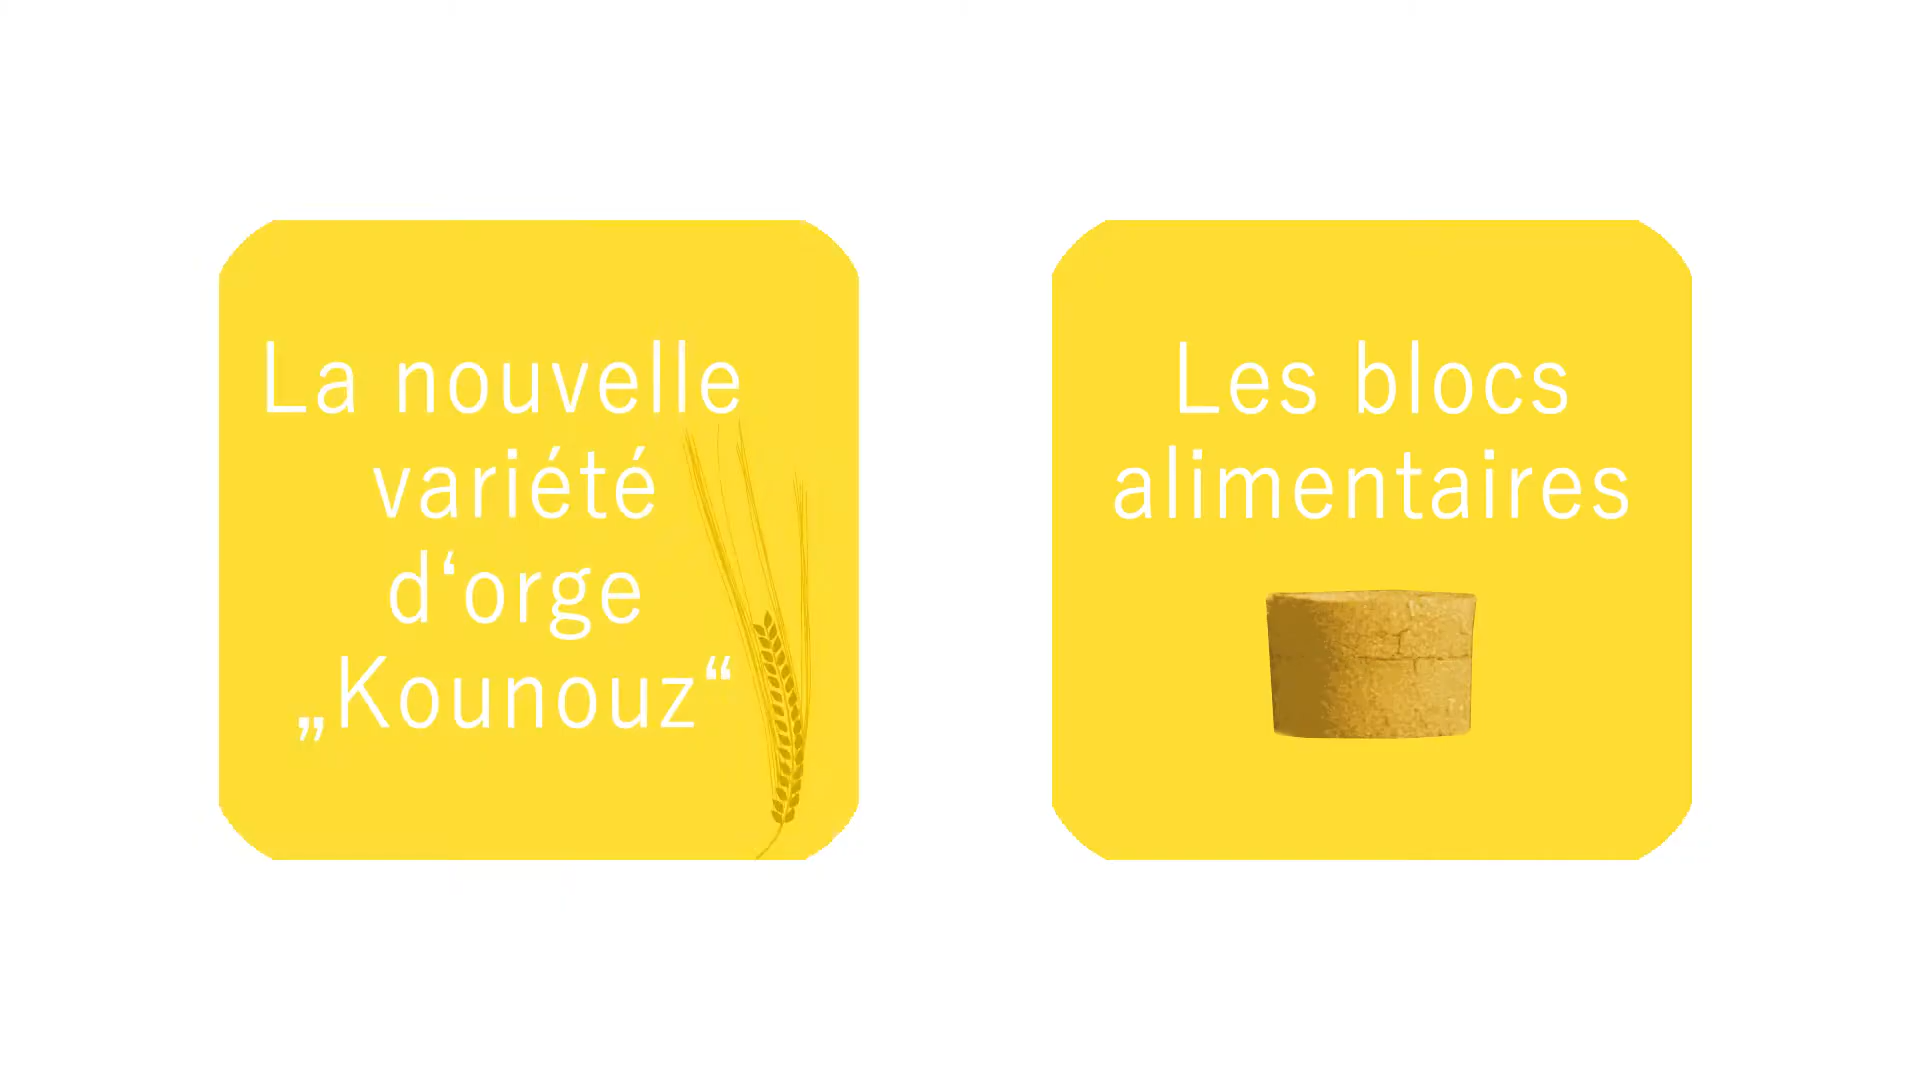 La nouvelle
variété
d‘orge
„Kounouz“
Les blocs
alimentaires